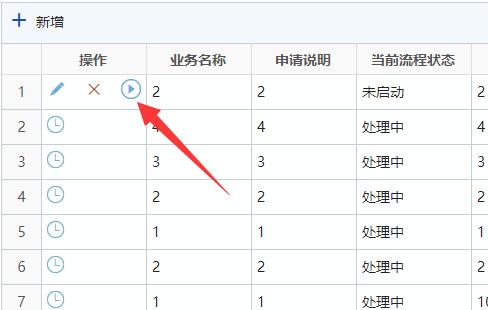 + 新增
操作 业务名称 申请说明 当前流程状态
1 2 2 未启动 2
2 4 4 处理中 4
3 3 3 处理中 3
4 2 2 处理中 2
5 1 1 处理中 1
6 2 2 处理中 2
7 1 1 处理中 10